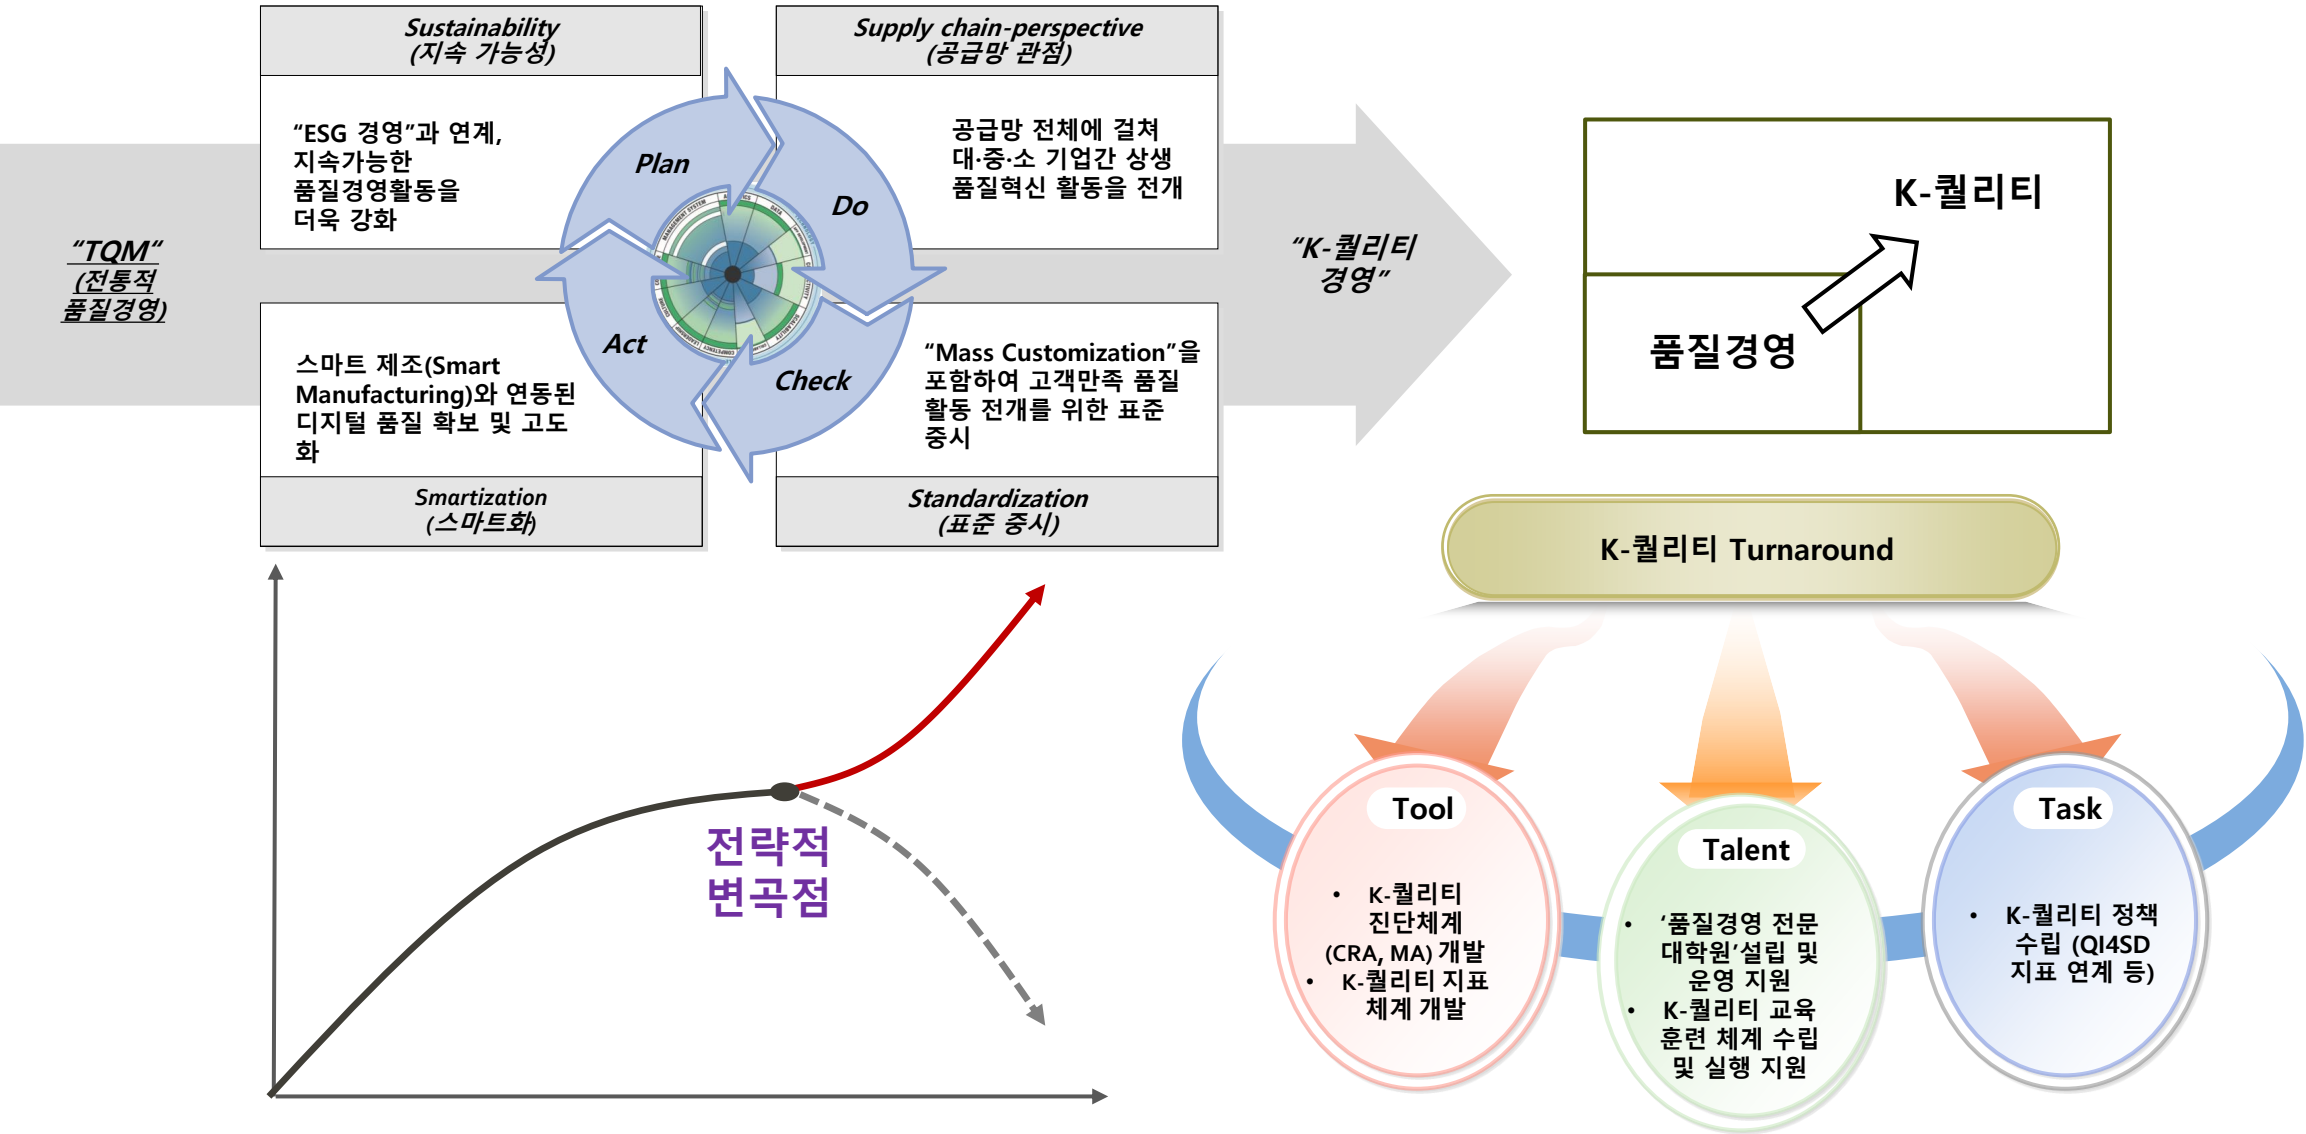 Sustainability
(지속 가능성)
Supply chain-perspective
(공급망 관점)
“ESG 경영”과 연계,
지속가능한
품질경영활동을
더욱 강화
공급망 전체에 걸쳐
대·중·소 기업간 상생
품질혁신 활동을 전개
Plan
Do
Check
Act
MANAGEMENT SYSTEM
DATA
SCALABILITY
COMPETENCY
LEADERSHIP
CULTURE
“TQM“
(전통적
품질경영)
“K-퀄리티
경영”
스마트 제조(Smart
Manufacturing)와 연동된
디지털 품질 확보 및 고도
화
“Mass Customization”을
포함하여 고객만족 품질
활동 전개를 위한 표준
중시
Smartization
(스마트화)
Standardization
(표준 중시)
K-퀄리티
품질경영
전략적
변곡점
K-퀄리티 Turnaround
Tool
• K-퀄리티
진단체계
(CRA, MA) 개발
• K-퀄리티 지표
체계 개발
Talent
• ‘품질경영 전문
대학원’설립 및
운영 지원
• K-퀄리티 교육
훈련 체계 수립
및 실행 지원
Task
• K-퀄리티 정책
수립 (QI4SD
지표 연계 등)